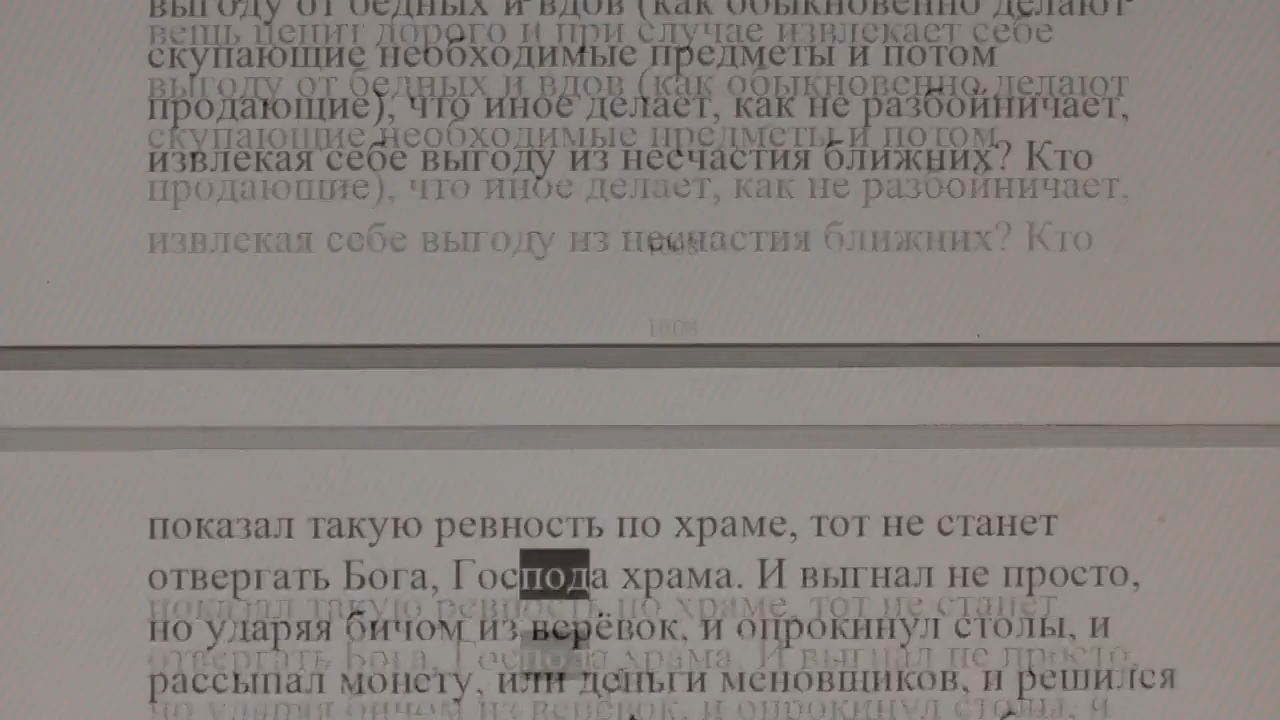 выгоду от бедных и вдов (как обыкновенно делают
скупающие необходимые предметы и потом
продающие), что иное делает, как не разбойничает,
извлекая себе выгоду из несчастия ближних? Кто
показал такую ревность по храме, тот не станет
отвергать Бога, Господа храма. И выгнал не просто,
но ударяя бичом из верёвок, и опрокинул столы, и
рассыпал монету, или деньги меновщиков, и решился